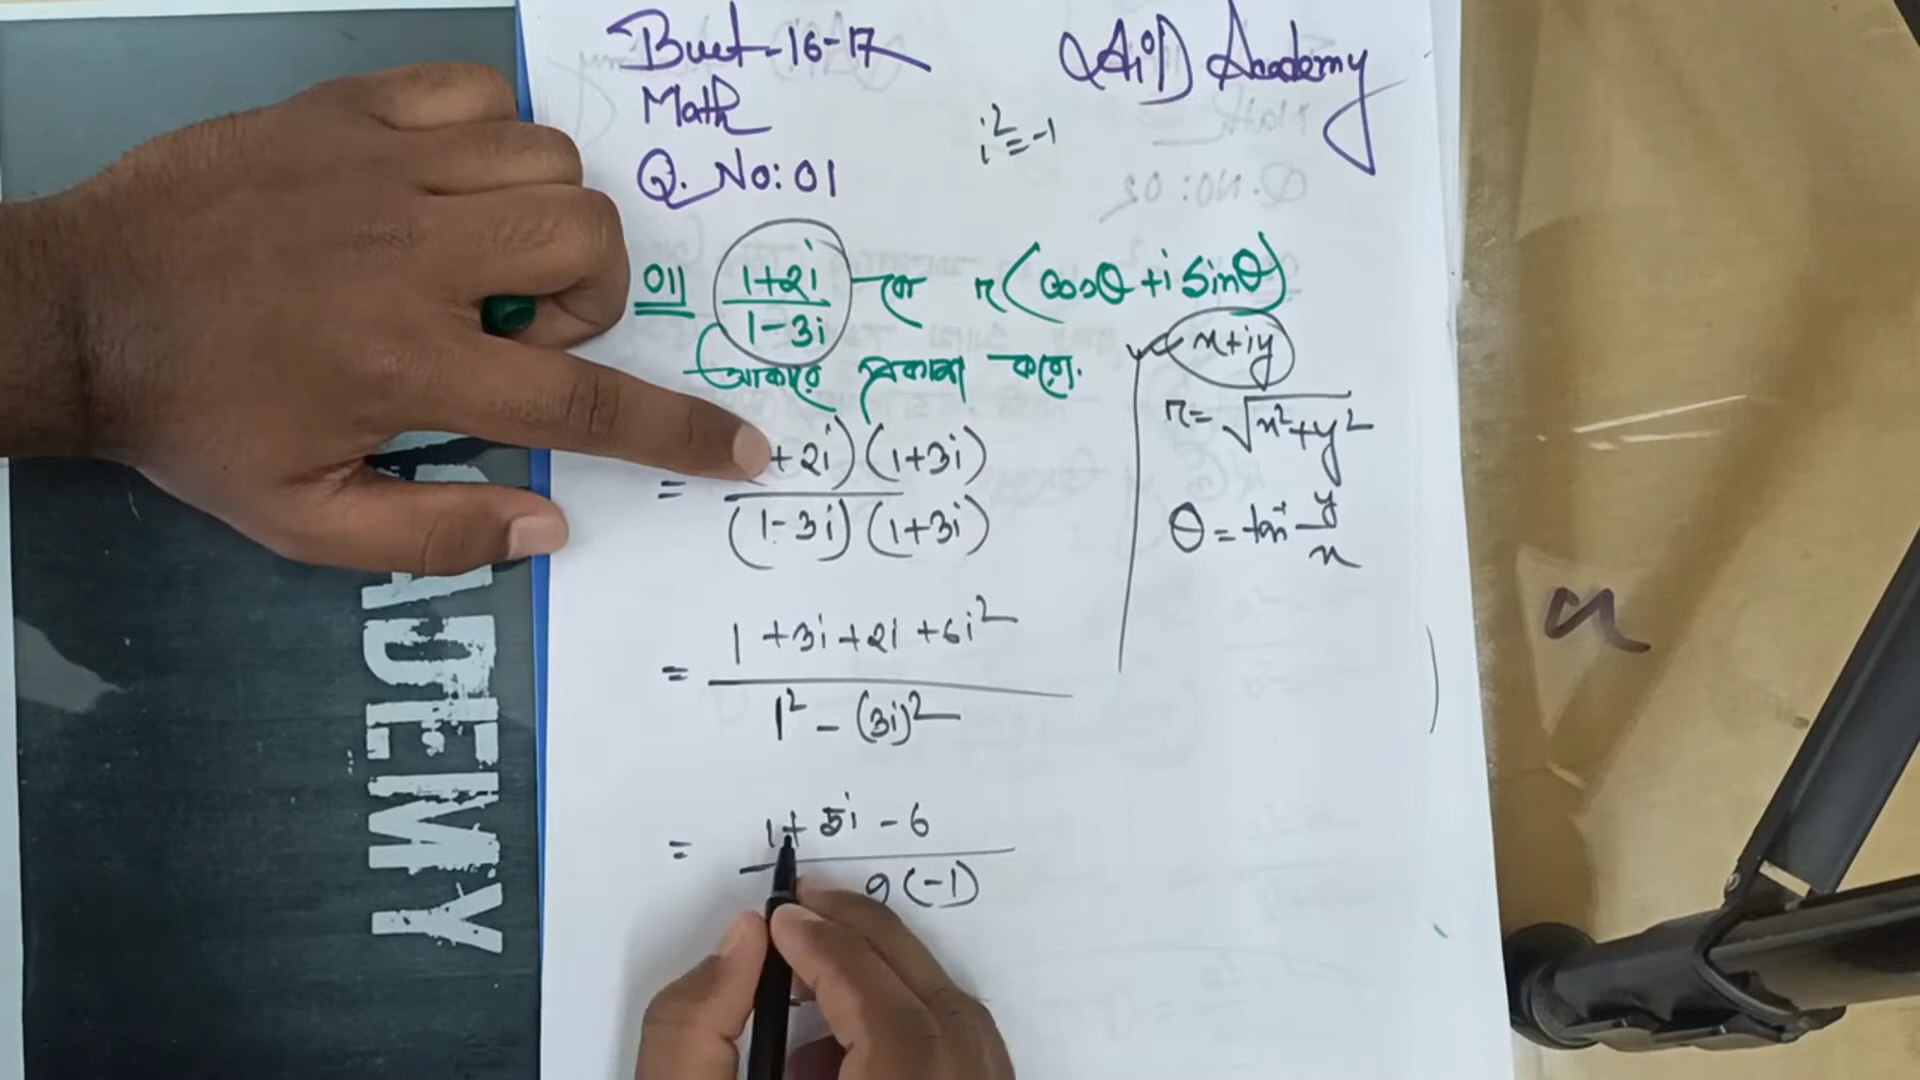 Buet-16-17
Math
Q. No: 01
(AiD) Academy
i² = -1
01| 1+2i / 1-3i কে r(cosθ + i sinθ)
আকারে প্রকাশ করো.
x+iy
r = √x²+y²
θ = tan⁻¹ y/x
= +2i)(1+3i) / (1-3i)(1+3i)
= 1+3i+2i+6i² / 1² - (3i)²
= 1+5i-6 / 9(-1)
ADEMY